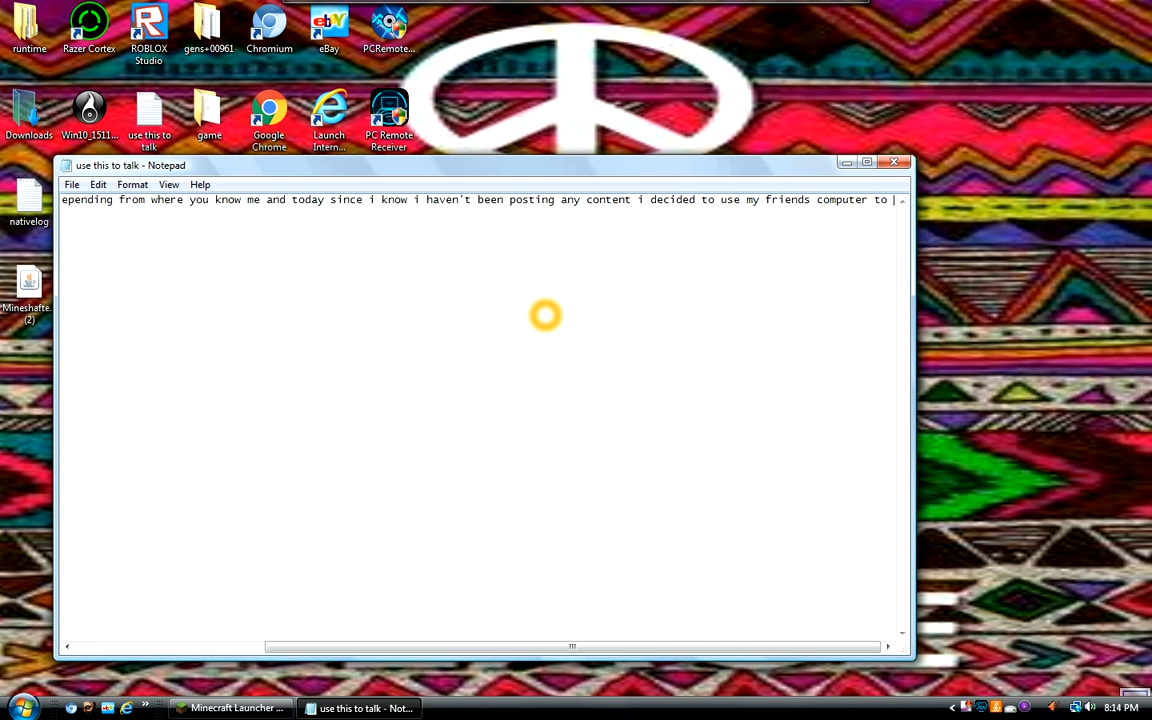 runtime
Razer Cortex
ROBLOX Studio
gens+00961
Chromium
eBay
PCRemote...
Downloads
Win10_1511...
use this to talk
game
Google Chrome
Launch Intern...
PC Remote Receiver
nativelog
Mineshafte... (2)
use this to talk - Notepad
File Edit Format View Help
epending from where you know me and today since i know i haven't been posting any content i decided to use my friends computer to
Minecraft Launcher ...
use this to talk - Not...
8:14 PM